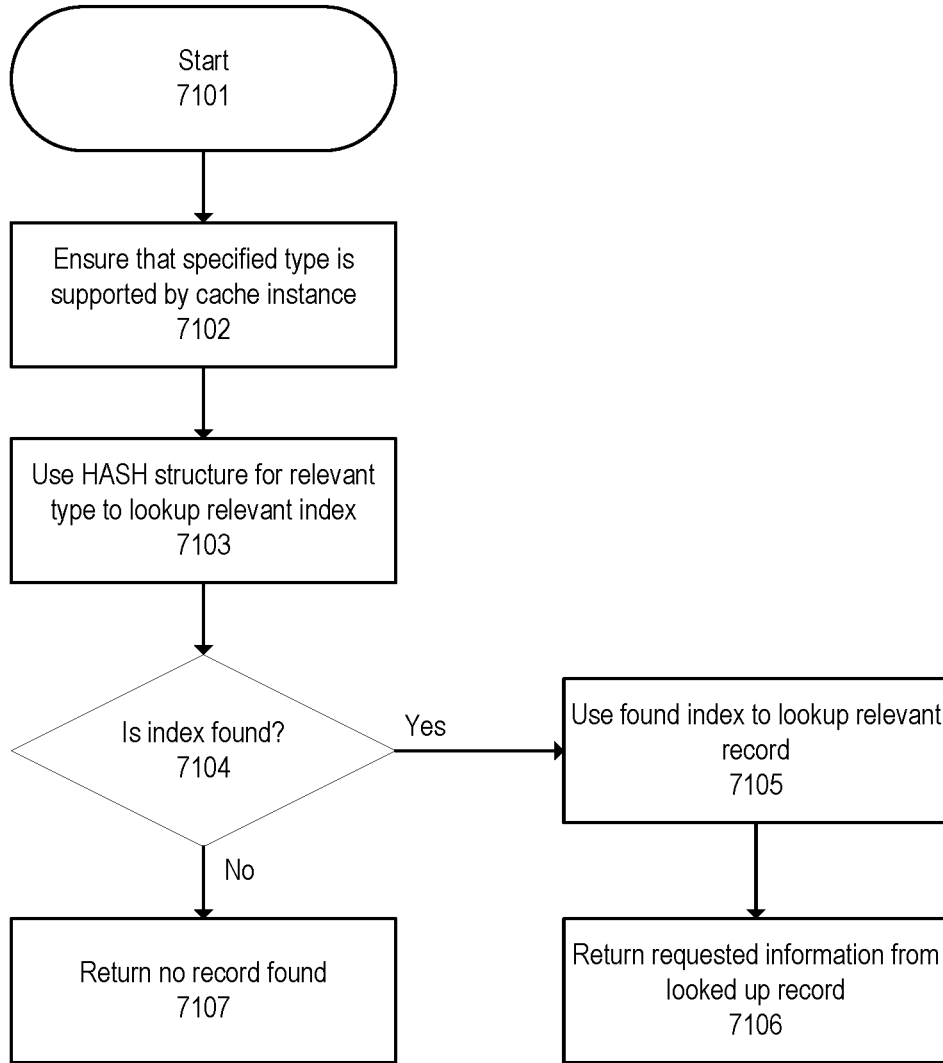 Start
7101
Ensure that specified type is
supported by cache instance
7102
Use HASH structure for relevant
type to lookup relevant index
7103
Is index found?
7104
Yes
Use found index to lookup relevant
record
7105
No
Return no record found
7107
Return requested information from
looked up record
7106